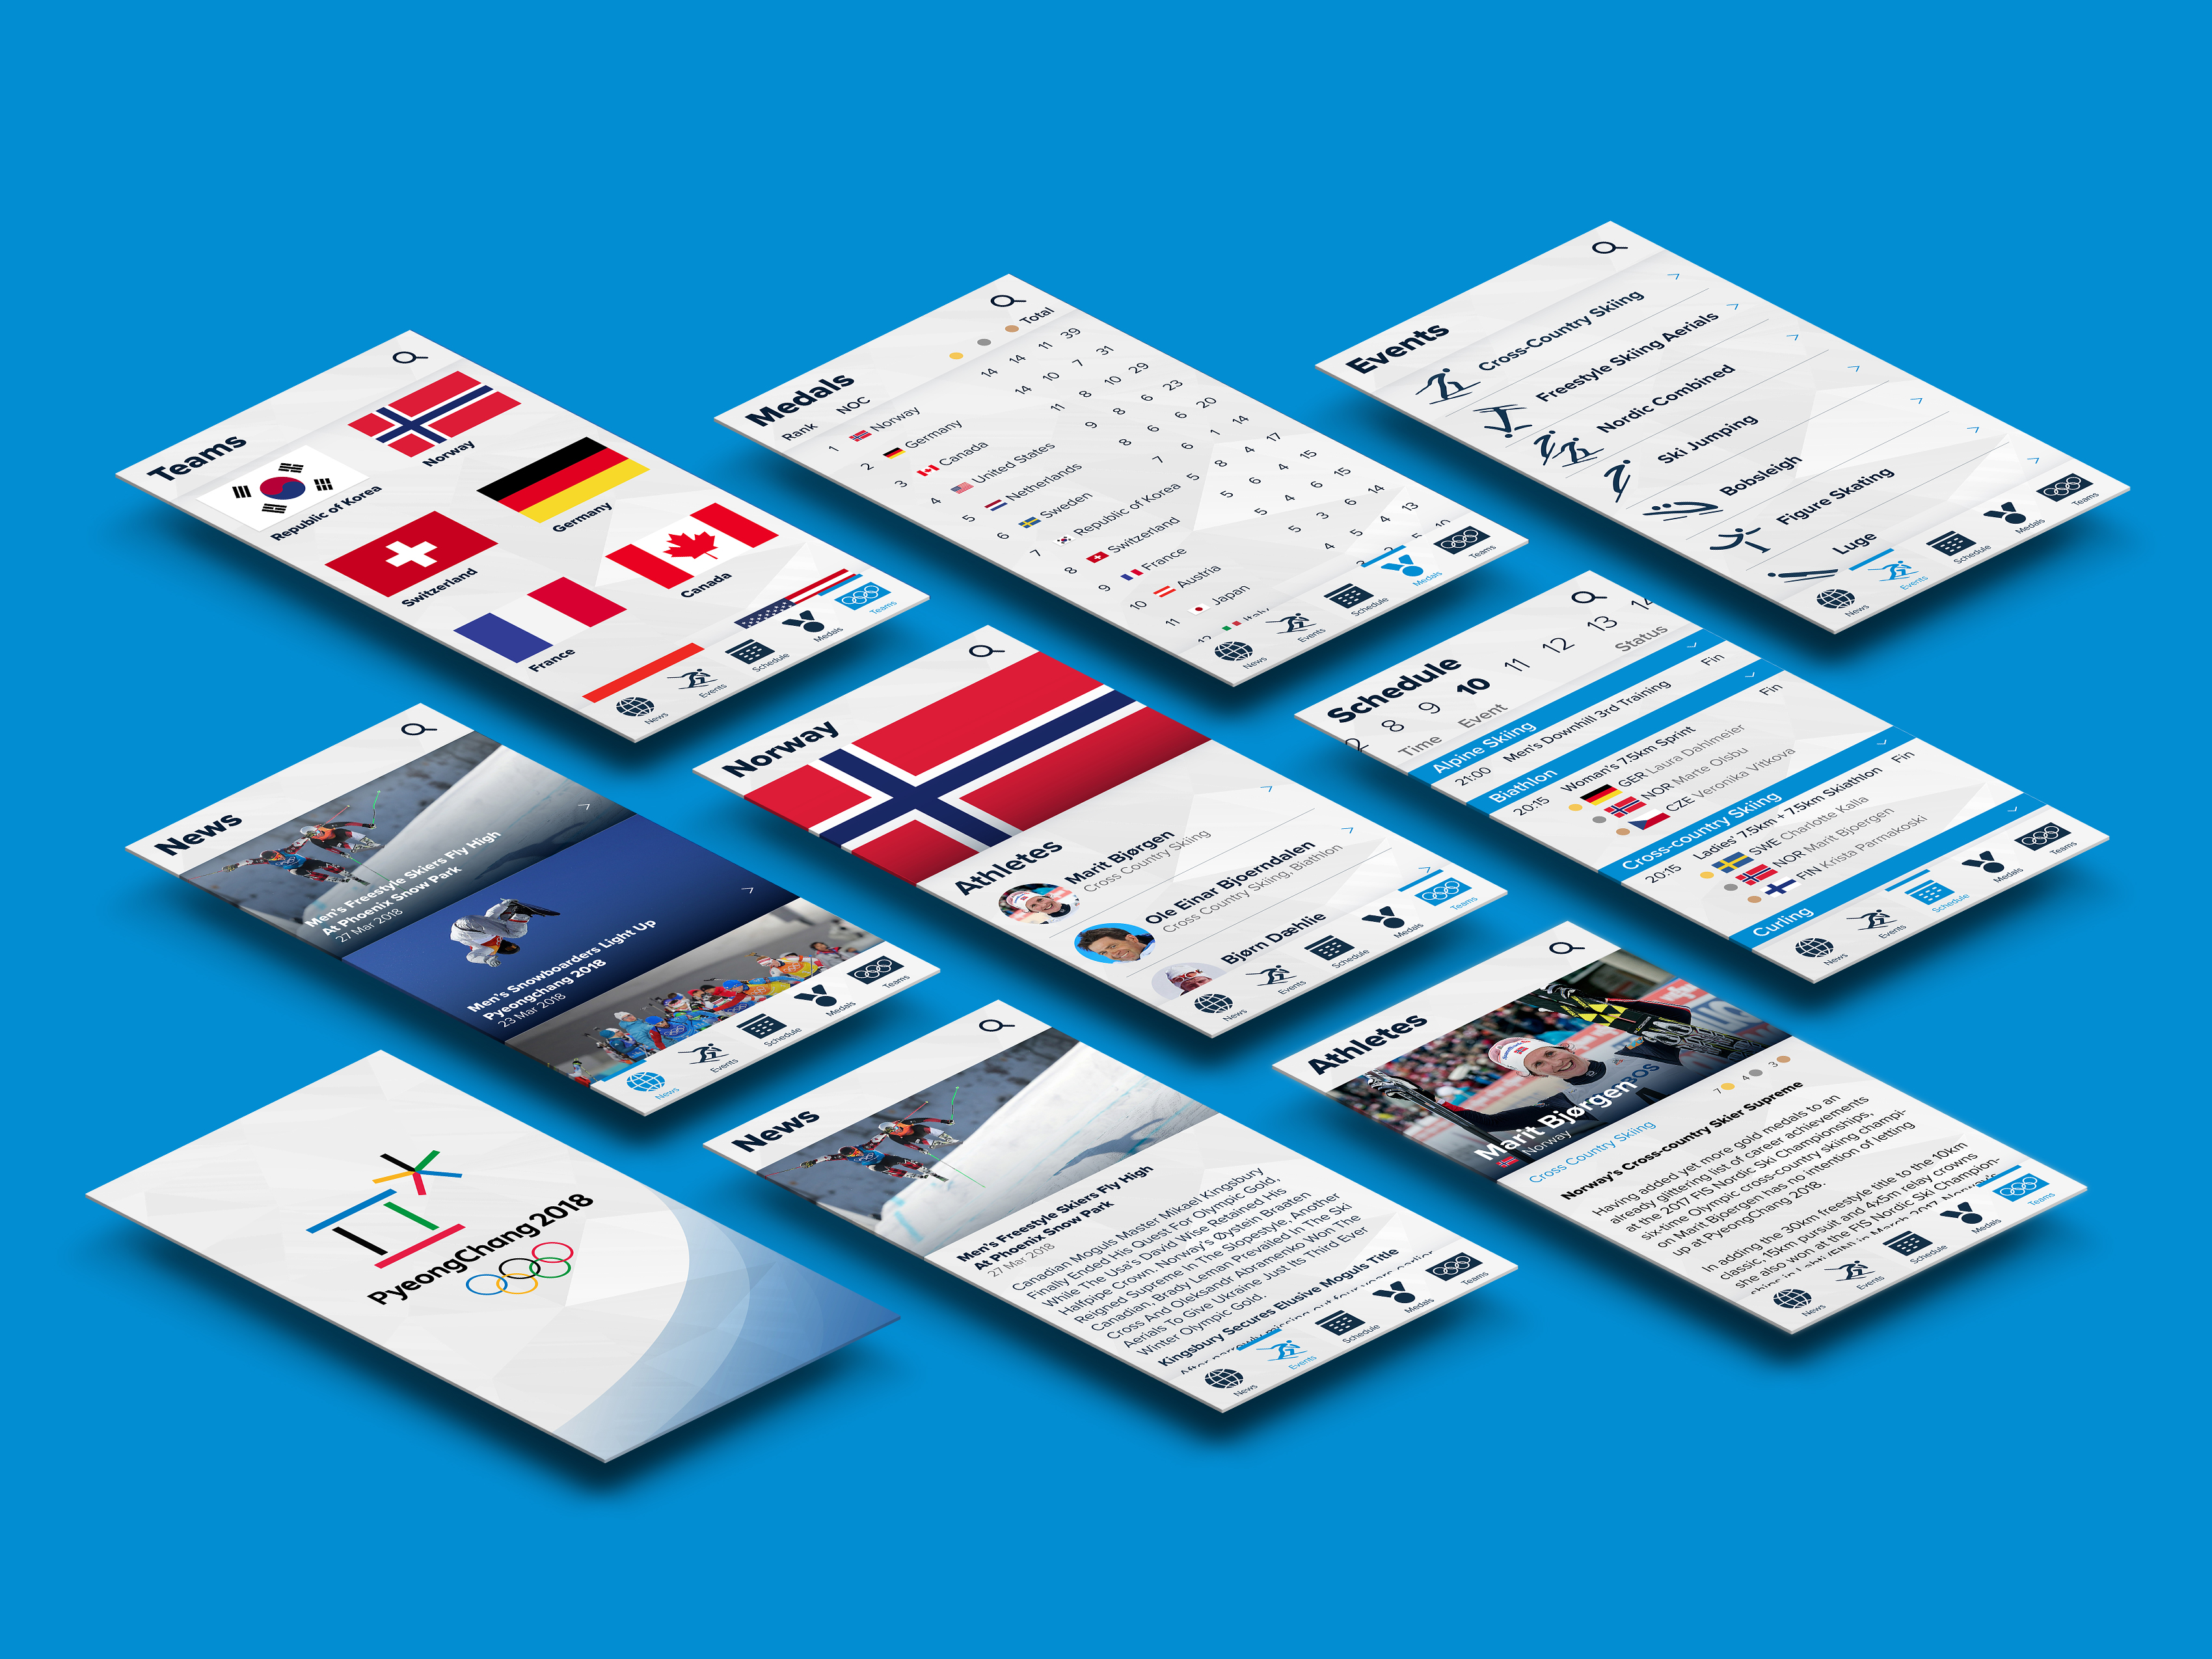 Teams
Republic of Korea
Norway
Switzerland
Germany
France
Canada
News
Events
Schedule
Medals
Teams
Medals
Rank NOC Total
1 Norway 14 14 11 39
2 Germany 14 10 7 31
3 Canada 11 8 10 29
4 United States 9 8 6 23
5 Netherlands 8 6 6 20
6 Sweden 7 6 1 14
7 Republic of Korea 5 8 4 17
8 Switzerland 5 6 4 15
9 France 5 4 6 15
10 Austria 5 3 6 14
11 Japan 4 5 4 13
News
Events
Schedule
Medals
Teams
Events
Cross-Country Skiing
Freestyle Skiing Aerials
Nordic Combined
Ski Jumping
Bobsleigh
Figure Skating
Luge
News
Events
Schedule
Medals
Teams
News
Men's Freestyle Skiers Fly High
At Phoenix Snow Park
27 Mar 2018
Men's Snowboarders Light Up
Pyeongchang 2018
23 Mar 2018
News
Events
Schedule
Medals
Teams
Norway
Athletes
Marit Bjørgen
Cross Country Skiing
Ole Einar Bjoerndalen
Cross Country Skiing, Biathlon
Bjørn Dæhlie
News
Events
Schedule
Medals
Teams
Schedule
8 9 10 11 12 13 14
Time Event Status
Alpine Skiing
21:00 Men's Downhill 3rd Training Fin
Biathlon
20:15 Woman's 7.5km Sprint Fin
GER Laura Dahlmeier
NOR Marte Olsbu
CZE Veronika Vitkova
Cross-country Skiing
20:15 Ladies' 7.5km + 7.5km Skiathlon Fin
SWE Charlotte Kalla
NOR Marit Bjoergen
FIN Krista Parmakoski
Curling
News
Events
Schedule
Medals
Teams
PyeongChang 2018
News
Men's Freestyle Skiers Fly High
At Phoenix Snow Park
27 Mar 2018
Canadian Moguls Master Mikael Kingsbury
Finally Ended His Quest For Olympic Gold,
While The Usa's David Wise Retained His
Halfpipe Crown. Norway's Øystein Braaten
Reigned Supreme In The Slopestyle, Another
Canadian, Brady Leman Prevailed In The Ski
Cross And Oleksandr Abramenko Won The
Aerials To Give Ukraine Just Its Third Ever
Winter Olympic Gold.
Kingsbury Secures Elusive Moguls Title
News
Events
Schedule
Medals
Teams
Athletes
Marit Bjørgen
Norway
7 4 3
Cross Country Skiing
Norway's Cross-country Skier Supreme
Having added yet more gold medals to an
already glittering list of career achievements
at the 2017 FIS Nordic Ski Championships,
six-time Olympic cross-country skiing champi-
on Marit Bjoergen has no intention of letting
up at PyeongChang 2018.
In adding the 30km freestyle title to the 10km
classic, 15km pursuit and 4x5m relay crowns
she also won at the FIS Nordic Ski Champion-
News
Events
Schedule
Medals
Teams